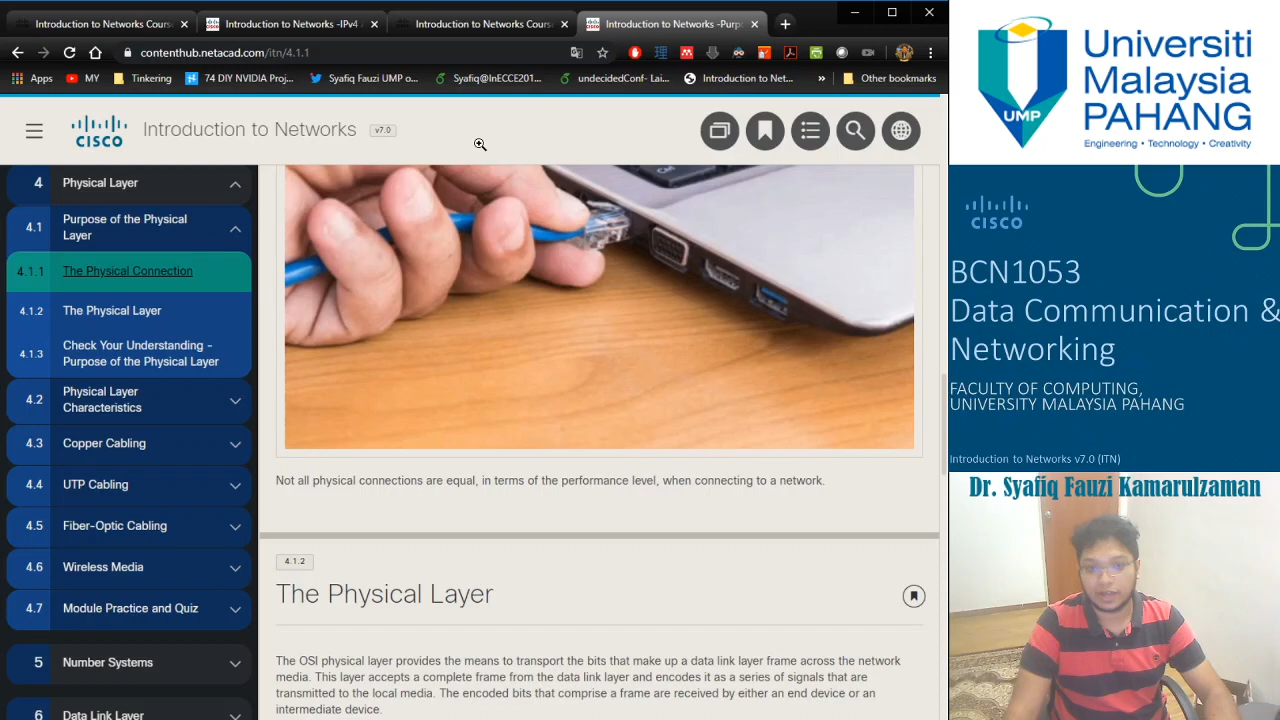 Introduction to Networks Course
Introduction to Networks -IPv4
Introduction to Networks Course
Introduction to Networks -Purp
contenthub.netacad.com/itn/4.1.1
Apps
MY
Tinkering
74 DIY NVIDIA Proj...
Syafiq Fauzi UMP o...
Syafiq@InECCE201...
undecidedConf- Lai...
Introduction to Net...
»
Other bookmarks
CISCO
Introduction to Networks
v7.0
4
Physical Layer
4.1
Purpose of the Physical
Layer
4.1.1
The Physical Connection
4.1.2
The Physical Layer
4.1.3
Check Your Understanding -
Purpose of the Physical Layer
4.2
Physical Layer
Characteristics
4.3
Copper Cabling
4.4
UTP Cabling
4.5
Fiber-Optic Cabling
4.6
Wireless Media
4.7
Module Practice and Quiz
5
Number Systems
6
Data Link Layer
Not all physical connections are equal, in terms of the performance level, when connecting to a network.
4.1.2
The Physical Layer
The OSI physical layer provides the means to transport the bits that make up a data link layer frame across the network
media. This layer accepts a complete frame from the data link layer and encodes it as a series of signals that are
transmitted to the local media. The encoded bits that comprise a frame are received by either an end device or an
intermediate device.
UMP
Universiti
Malaysia
PAHANG
Engineering • Technology • Creativity
CISCO
BCN1053
Data Communication &
Networking
FACULTY OF COMPUTING,
UNIVERSITY MALAYSIA PAHANG
Introduction to Networks v7.0 (ITN)
Dr. Syafiq Fauzi Kamarulzaman